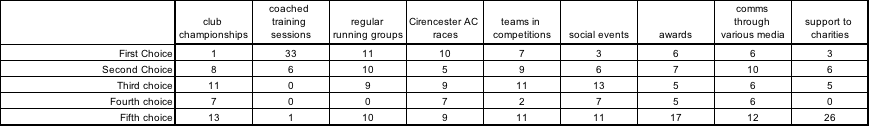 club championships coached training sessions regular running groups Cirencester AC races teams in competitions social events awards comms through various media support to charities
First Choice 1 33 11 10 7 3 6 6 3
Second Choice 8 6 10 5 9 6 7 10 6
Third choice 11 0 9 9 11 13 5 6 5
Fourth choice 7 0 0 7 2 7 5 6 0
Fifth choice 13 1 10 9 11 11 17 12 26